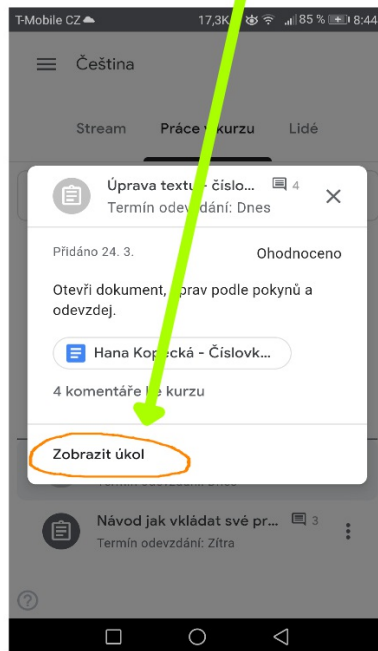 T-Mobile CZ 17,3K 85 % 8:44
Čeština
Stream Práce v kurzu Lidé
Úprava textu - číslo... 4
Termín odevzdání: Dnes
Přidáno 24. 3. Ohodnoceno
Otevři dokument, uprav podle pokynů a
odevzdej.
Hana Kopecká - Číslovk...
4 komentáře ke kurzu
Zobrazit úkol
Termín odevzdání: Dnes
Návod jak vkládat své pr... 3
Termín odevzdání: Zítra